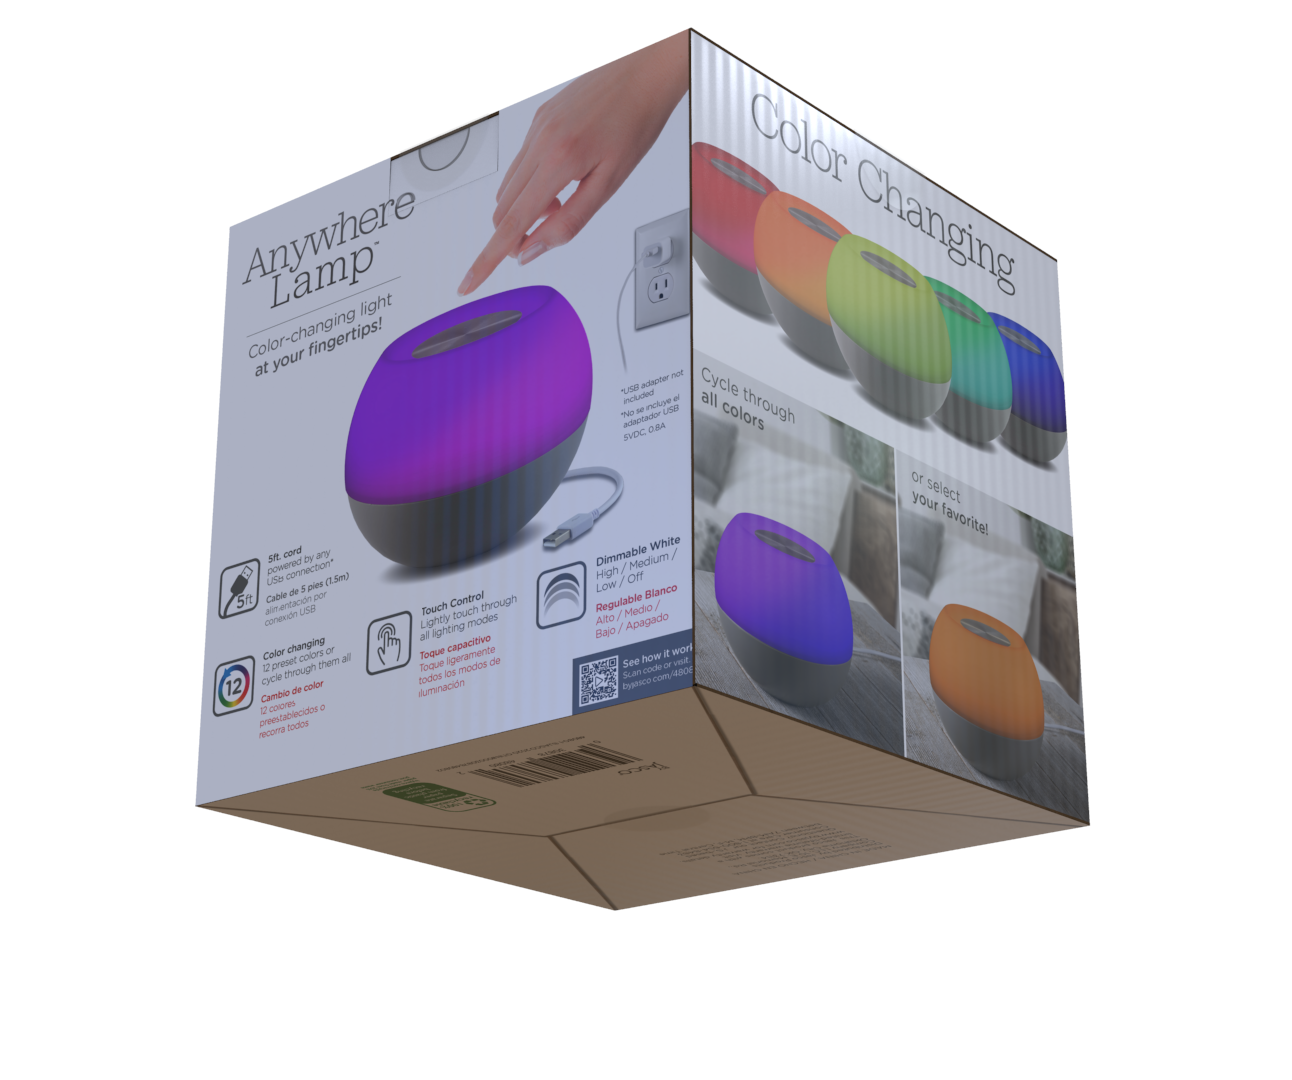 Anywhere
Lamp™
Color-changing light
at your fingertips!
*USB adapter not
included
*No se incluye el
adaptador USB
5VDC, 0.8A
5ft. cord
powered by any
USB connection*
Cable de 5 pies (1.5m)
alimentación por
conexión USB
5ft
Color changing
12 preset colors or
cycle through them all
Cambio de color
12 colores
preestablecidos o
recorra todos
12
Touch Control
Lightly touch through
all lighting modes
Toque capacitivo
Toque ligeramente
todos los modos de
iluminación
Dimmable White
High / Medium /
Low / Off
Regulable Blanco
Alto / Medio /
Bajo / Apagado
See how it work
Scan code or visit
byjasco.com/4806
Color Changing
Cycle through
all colors
or select
your favorite!
Jasco